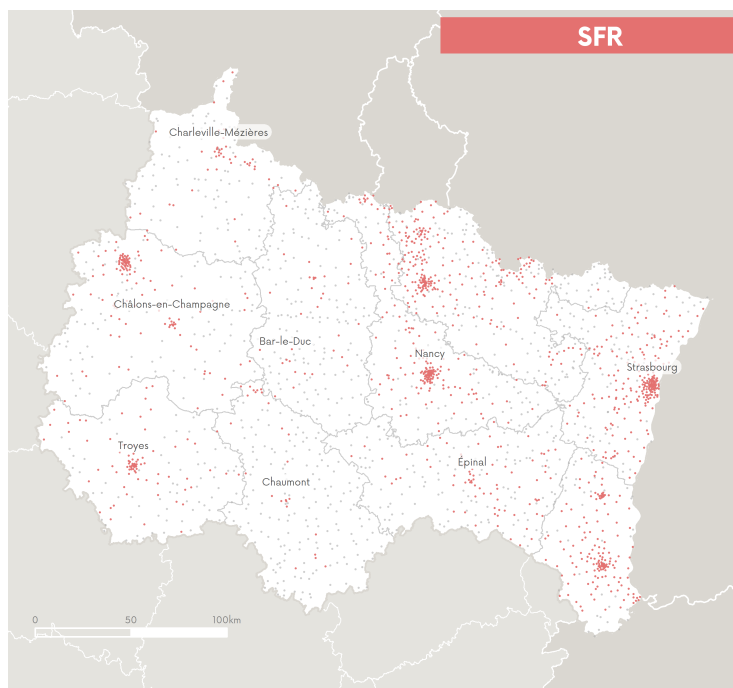 SFR
Charleville-Mézières
Châlons-en-Champagne
Bar-le-Duc
Nancy
Strasbourg
Troyes
Épinal
Chaumont
0 50 100km